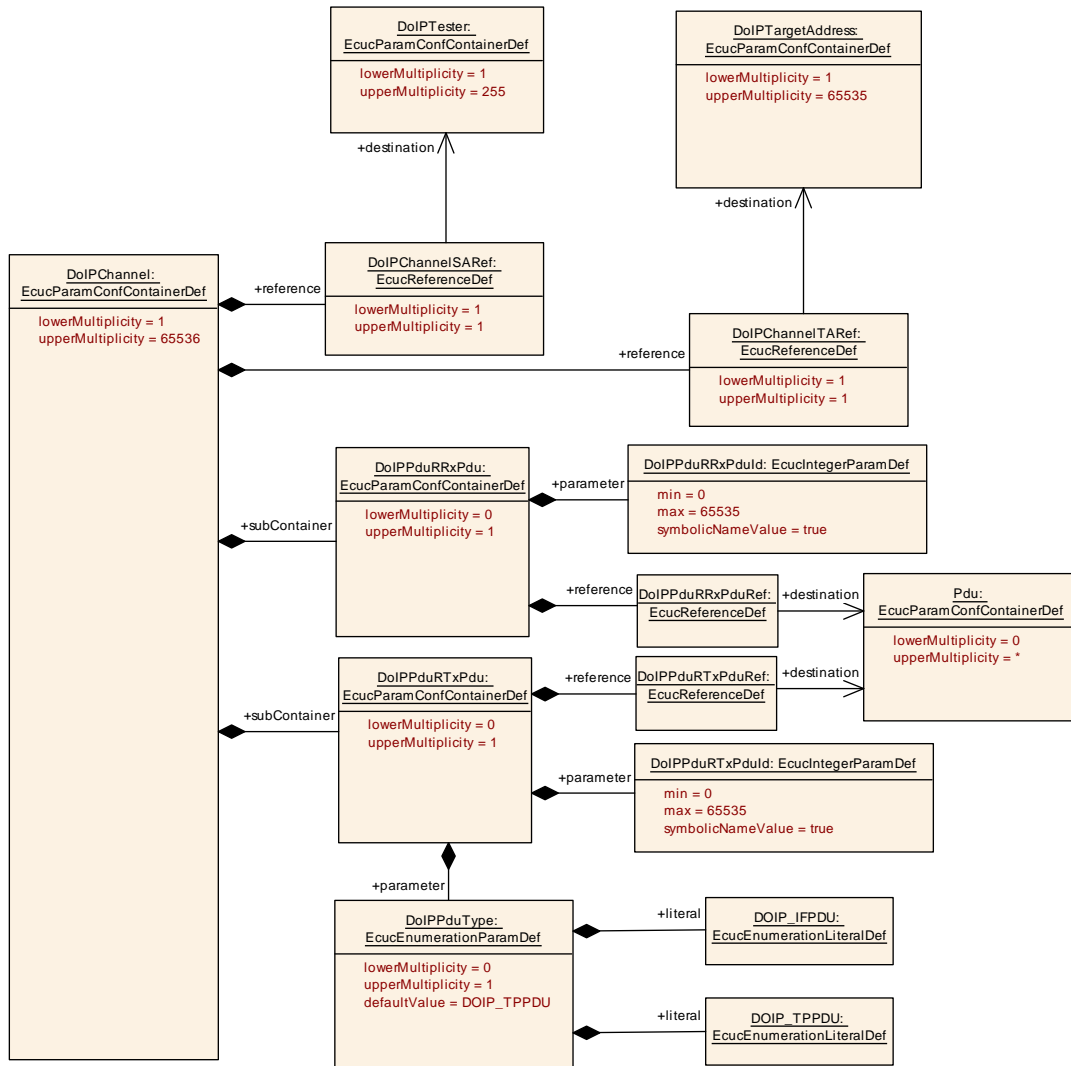 DoIPTester:
EcucParamConfContainerDef
lowerMultiplicity = 1
upperMultiplicity = 255
DoIPTargetAddress:
EcucParamConfContainerDef
lowerMultiplicity = 1
upperMultiplicity = 65535
+destination
+destination
DoIPChannel:
EcucParamConfContainerDef
lowerMultiplicity = 1
upperMultiplicity = 65536
+reference
DoIPChannelSARef:
EcucReferenceDef
lowerMultiplicity = 1
upperMultiplicity = 1
+reference
DoIPChannelTARef:
EcucReferenceDef
lowerMultiplicity = 1
upperMultiplicity = 1
+subContainer
DoIPPduRRxPdu:
EcucParamConfContainerDef
lowerMultiplicity = 0
upperMultiplicity = 1
+parameter
DoIPPduRRxPduId: EcucIntegerParamDef
min = 0
max = 65535
symbolicNameValue = true
+reference
DoIPPduRRxPduRef:
EcucReferenceDef
+destination
Pdu:
EcucParamConfContainerDef
lowerMultiplicity = 0
upperMultiplicity = *
+subContainer
DoIPPduRTxPdu:
EcucParamConfContainerDef
lowerMultiplicity = 0
upperMultiplicity = 1
+reference
DoIPPduRTxPduRef:
EcucReferenceDef
+destination
+parameter
DoIPPduRTxPduId: EcucIntegerParamDef
min = 0
max = 65535
symbolicNameValue = true
+parameter
DoIPPduType:
EcucEnumerationParamDef
lowerMultiplicity = 0
upperMultiplicity = 1
defaultValue = DOIP_TPPDU
+literal
DOIP_IFPDU:
EcucEnumerationLiteralDef
+literal
DOIP_TPPDU:
EcucEnumerationLiteralDef